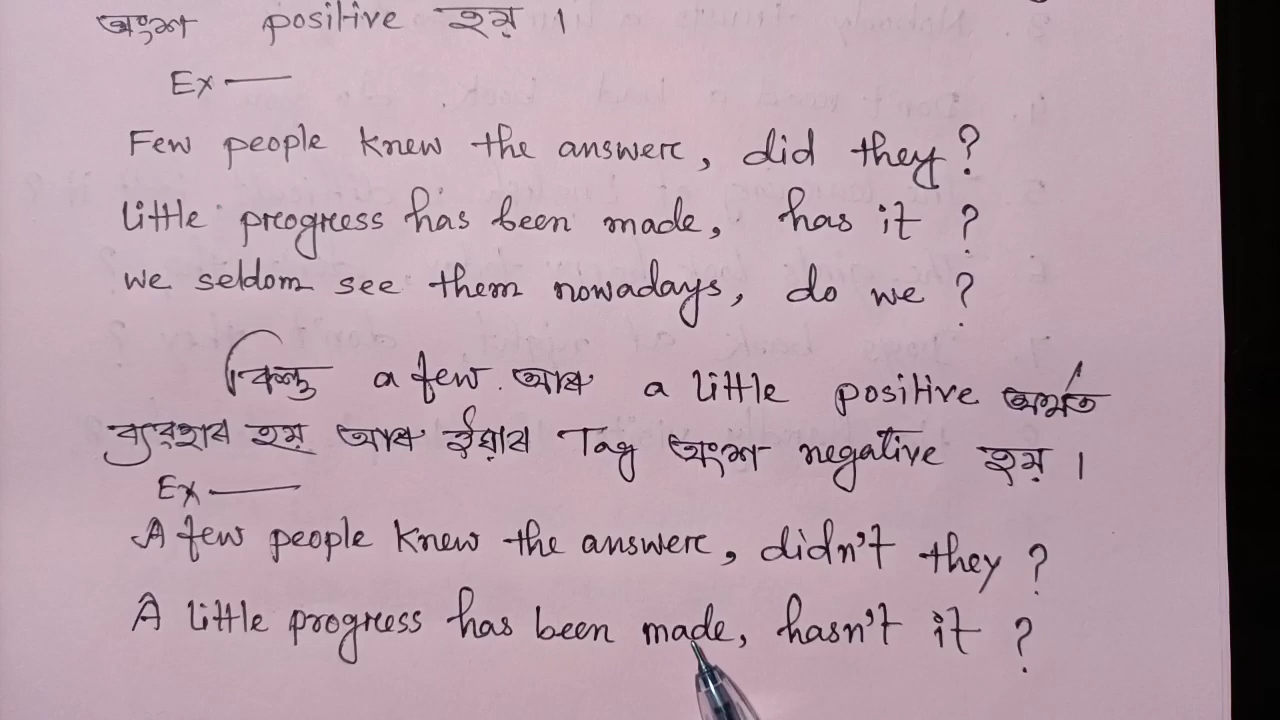 অংশ positive হয় ।
Ex —
Few people knew the answer, did they ?
little progress has been made, has it ?
we seldom see them nowadays, do we ?
কিন্তু a few আৰু a little positive অৰ্থত
ব্যৱহাৰ হয় আৰু ইয়াৰ Tag অংশ negative হয় ।
Ex —
A few people knew the answer, didn't they ?
A little progress has been made, hasn't it ?